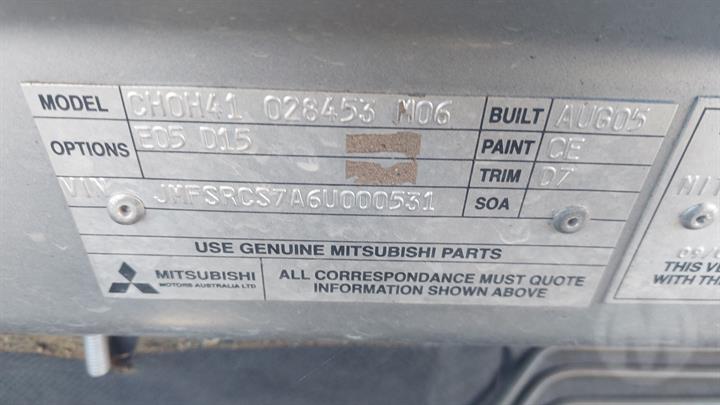 MODEL CH0H41 028453 M06 BUILT AUG05
OPTIONS E05 D15 PAINT CE
TRIM D7
VIN JMFSRCS7A6U000531 SOA
USE GENUINE MITSUBISHI PARTS
MITSUBISHI
MOTORS AUSTRALIA LTD
ALL CORRESPONDANCE MUST QUOTE
INFORMATION SHOWN ABOVE
THIS VE
WITH THE